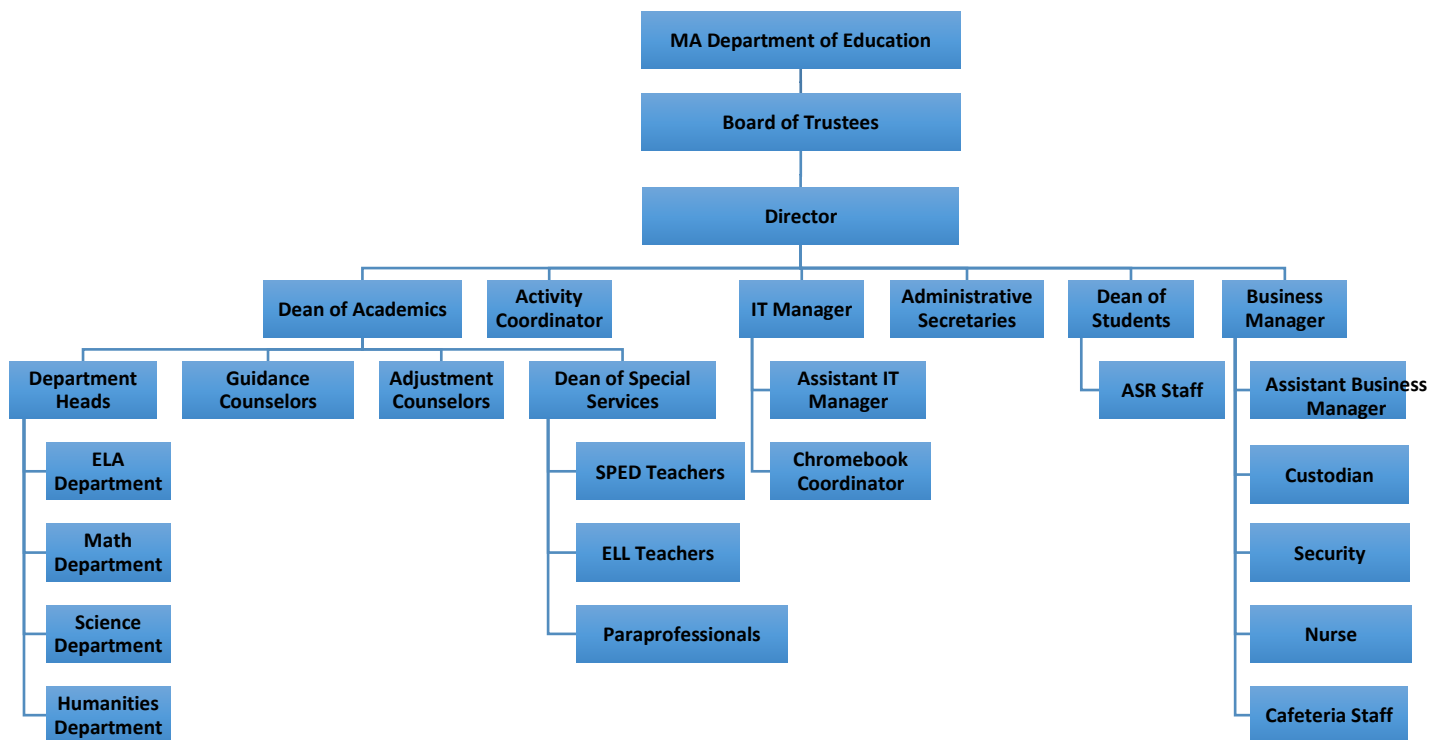 MA Department of Education
Board of Trustees
Director
Dean of Academics
Activity
Coordinator
IT Manager
Administrative
Secretaries
Dean of
Students
Business
Manager
Department
Heads
Guidance
Counselors
Adjustment
Counselors
Dean of Special
Services
Assistant IT
Manager
ASR Staff
Assistant Business
Manager
ELA
Department
SPED Teachers
Chromebook
Coordinator
Custodian
Math
Department
ELL Teachers
Security
Science
Department
Paraprofessionals
Nurse
Humanities
Department
Cafeteria Staff